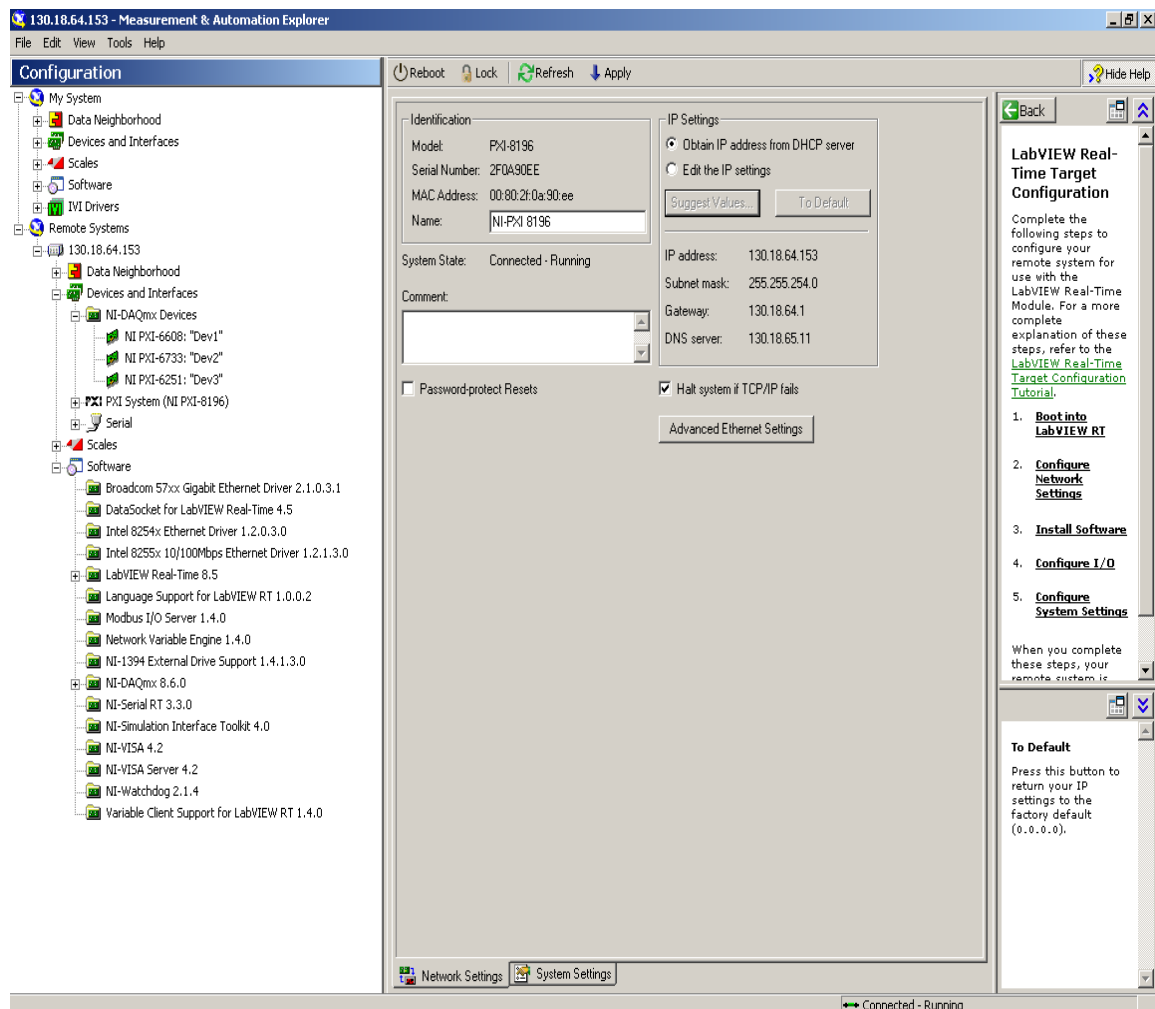 130.18.64.153 - Measurement & Automation Explorer
File Edit View Tools Help
Configuration
My System
Data Neighborhood
Devices and Interfaces
Scales
Software
IVI Drivers
Remote Systems
130.18.64.153
Data Neighborhood
Devices and Interfaces
NI-DAQmx Devices
NI PXI-6608: "Dev1"
NI PXI-6733: "Dev2"
NI PXI-6251: "Dev3"
PXI PXI System (NI PXI-8196)
Serial
Scales
Software
Broadcom 57xx Gigabit Ethernet Driver 2.1.0.3.1
DataSocket for LabVIEW Real-Time 4.5
Intel 8254x Ethernet Driver 1.2.0.3.0
Intel 8255x 10/100Mbps Ethernet Driver 1.2.1.3.0
LabVIEW Real-Time 8.5
Language Support for LabVIEW RT 1.0.0.2
Modbus I/O Server 1.4.0
Network Variable Engine 1.4.0
NI-1394 External Drive Support 1.4.1.3.0
NI-DAQmx 8.6.0
NI-Serial RT 3.3.0
NI-Simulation Interface Toolkit 4.0
NI-VISA 4.2
NI-VISA Server 4.2
NI-Watchdog 2.1.4
Variable Client Support for LabVIEW RT 1.4.0
Reboot Lock Refresh Apply
Hide Help
Identification
Model: PXI-8196
Serial Number: 2F0A90EE
MAC Address: 00:80:2f:0a:90:ee
Name: NI-PXI 8196
System State: Connected - Running
Comment:
Password-protect Resets
IP Settings
Obtain IP address from DHCP server
Edit the IP settings
Suggest Values... To Default
IP address: 130.18.64.153
Subnet mask: 255.255.254.0
Gateway: 130.18.64.1
DNS server: 130.18.65.11
Halt system if TCP/IP fails
Advanced Ethernet Settings
Network Settings System Settings
Back
LabVIEW Real-
Time Target
Configuration
Complete the
following steps to
configure your
remote system for
use with the
LabVIEW Real-Time
Module. For a more
complete
explanation of these
steps, refer to the
LabVIEW Real-Time
Target Configuration
Tutorial.
1. Boot into
LabVIEW RT
2. Configure
Network
Settings
3. Install Software
4. Configure I/O
5. Configure
System Settings
When you complete
these steps, your
remote system is
To Default
Press this button to
return your IP
settings to the
factory default
(0.0.0.0).
Connected - Running